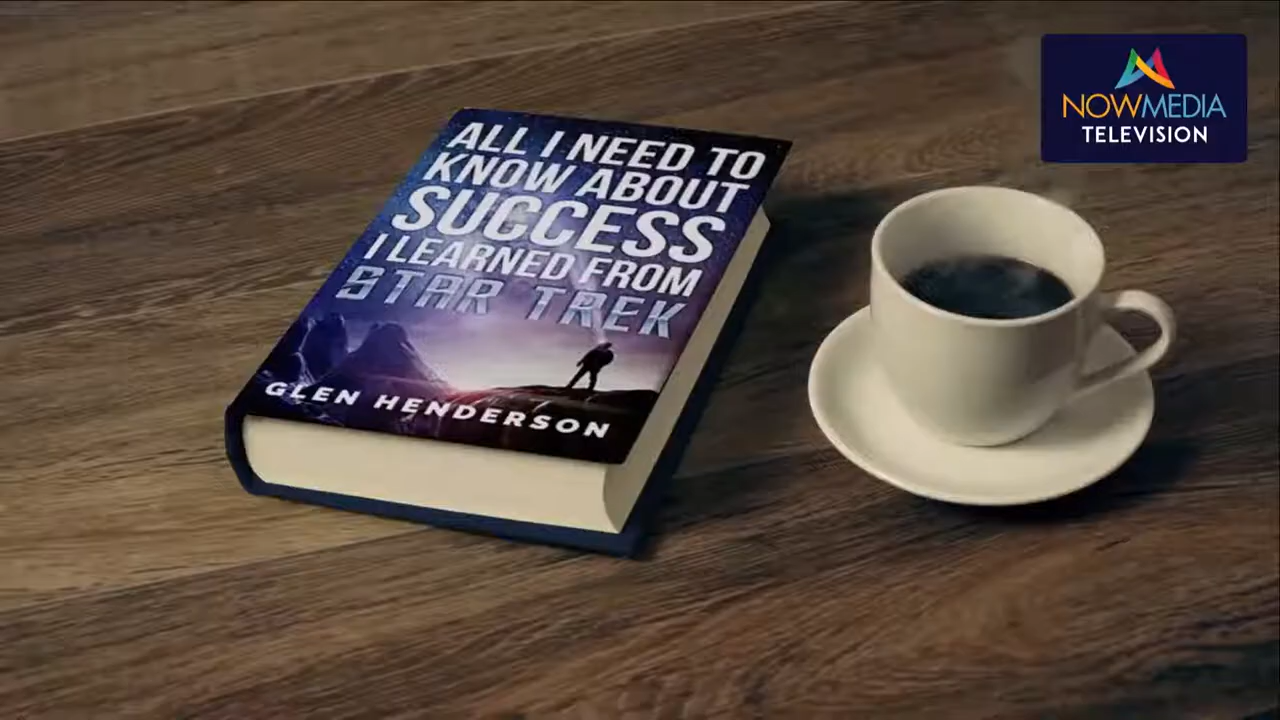 ALL I NEED TO
KNOW ABOUT
SUCCESS
I LEARNED FROM
STAR TREK
GLEN HENDERSON
NOWMEDIA
TELEVISION